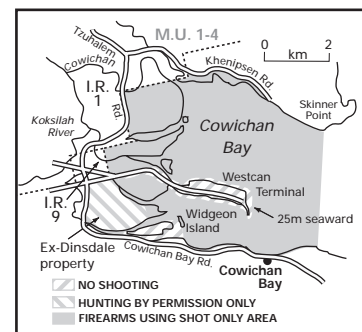 M.U. 1-4
0 2
km
Tzuhalem
Cowichan
Rd.
Khenipsen Rd.
I.R.
1
Skinner
Point
Koksilah
River
Cowichan
Bay
Westcan
Terminal
I.R.
9
Widgeon
Island
25m seaward
Ex-Dinsdale
property
Cowichan Bay Rd.
Cowichan
Bay
NO SHOOTING
HUNTING BY PERMISSION ONLY
FIREARMS USING SHOT ONLY AREA